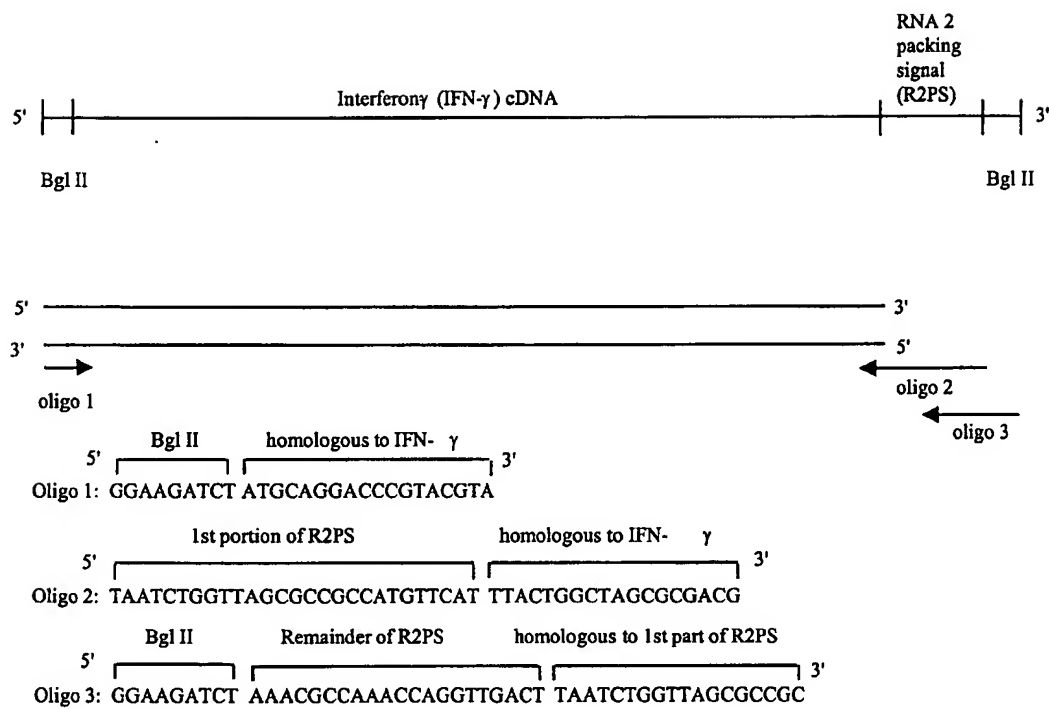 RNA 2
packing
signal
(R2PS)
Interferonγ (IFN-γ) cDNA
5'
3'
Bgl II
Bgl II
5'
3'
3'
5'
oligo 1
oligo 2
oligo 3
Bgl II
homologous to IFN- γ
5'
3'
Oligo 1: GGAAGATCT ATGCAGGACCCGTACGTA
1st portion of R2PS
homologous to IFN- γ
5'
3'
Oligo 2: TAATCTGGTTAGCGCCGCCATGTTCAT TTACTGGCTAGCGCGACG
Bgl II
Remainder of R2PS
homologous to 1st part of R2PS
5'
3'
Oligo 3: GGAAGATCT AAACGCCAAACCAGGTTGACT TAATCTGGTTAGCGCCGC